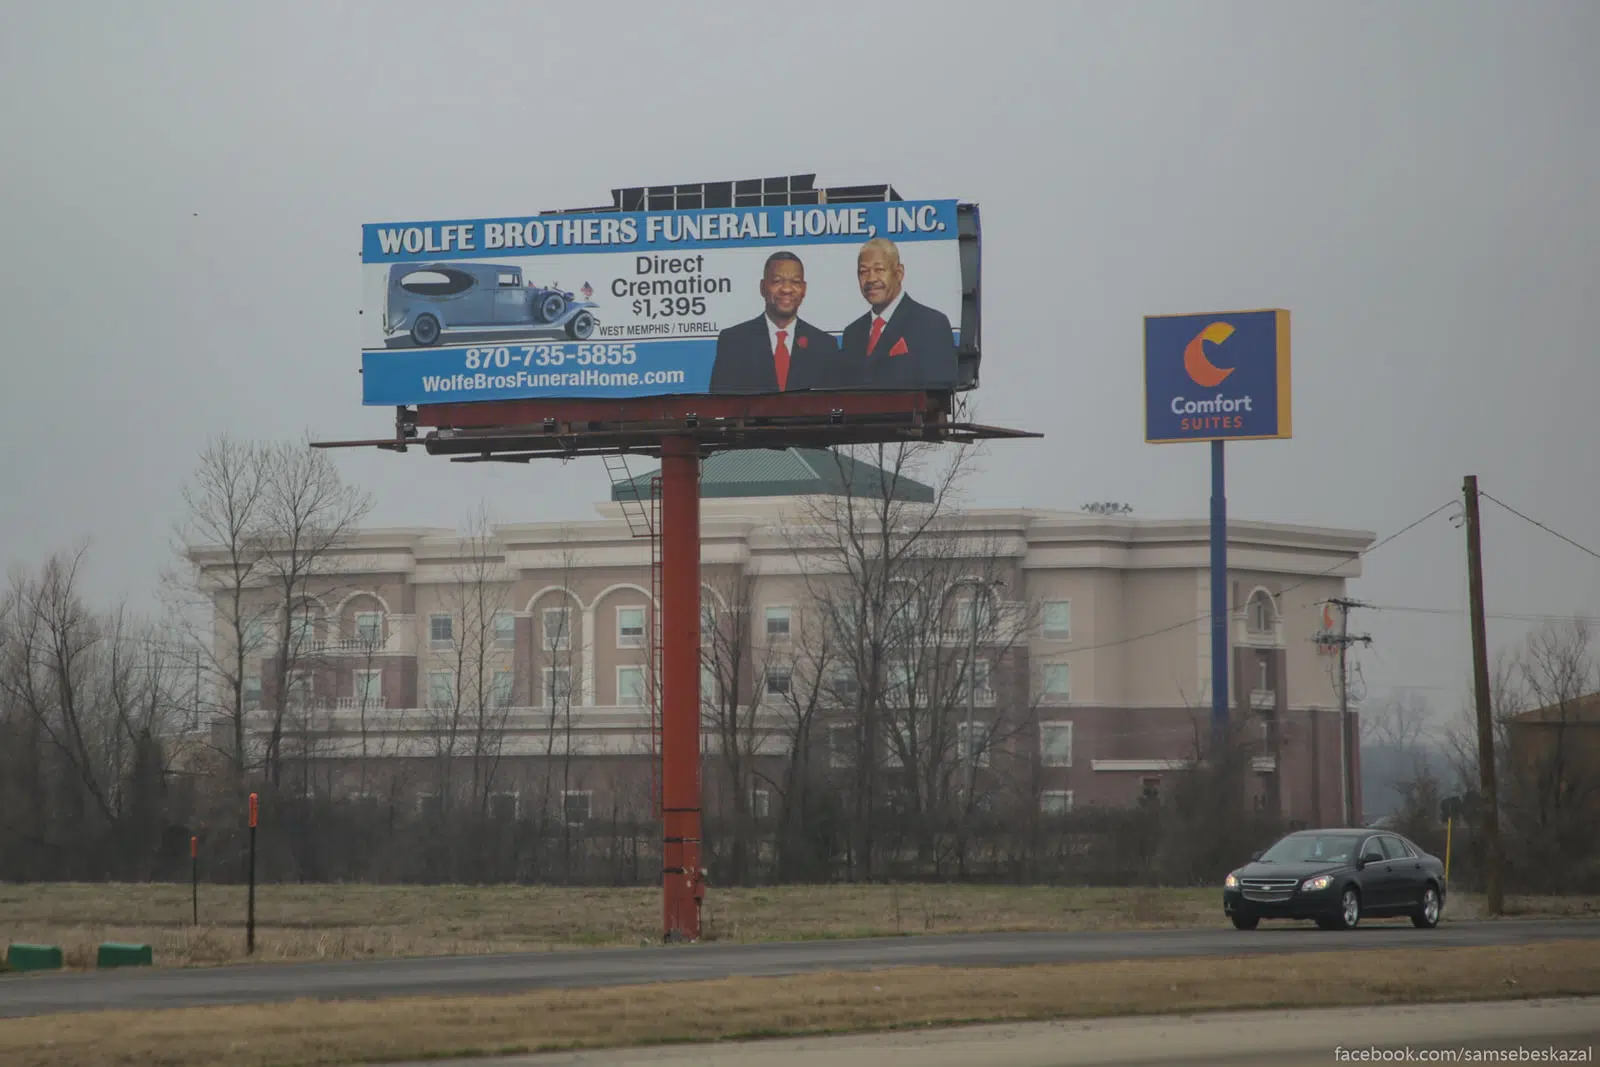 WOLFE BROTHERS FUNERAL HOME, INC.
Direct
Cremation
$1,395
WEST MEMPHIS / TURRELL
870-735-5855
WolfeBrosFuneralHome.com
Comfort
SUITES
facebook.com/samsebeskazal